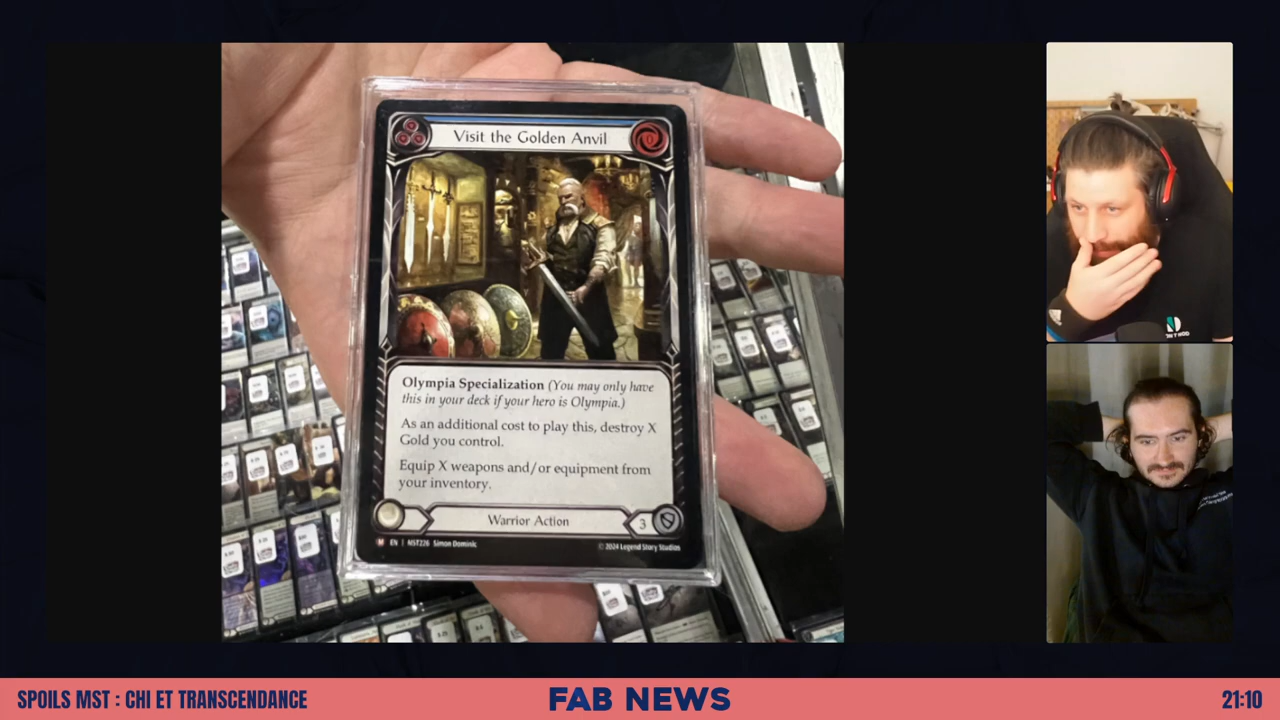 Visit the Golden Anvil
0
Olympia Specialization (You may only have
this in your deck if your hero is Olympia.)
As an additional cost to play this, destroy X
Gold you control.
Equip X weapons and/or equipment from
your inventory.
Warrior Action
3
M EN | MST226 Simon Dominic
© 2024 Legend Story Studios
SPOILS MST : CHI ET TRANSCENDANCE
FAB NEWS
21:10